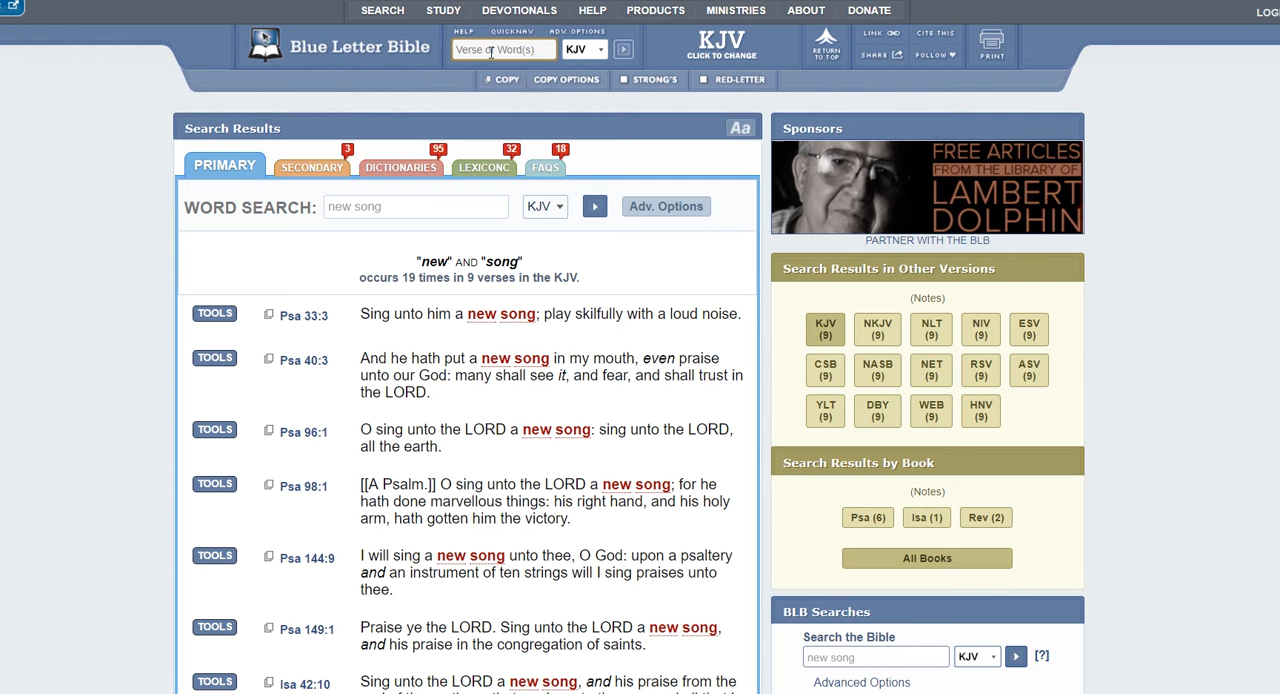 SEARCH STUDY DEVOTIONALS HELP PRODUCTS MINISTRIES ABOUT DONATE
Blue Letter Bible
HELP QUICKNAV ADV. OPTIONS
KJV
KJV
CLICK TO CHANGE
RETURN
TO TOP
LINK CITE THIS
SHARE FOLLOW
PRINT
COPY COPY OPTIONS STRONG'S RED-LETTER
Search Results
Aa
3 95 32 18
PRIMARY SECONDARY DICTIONARIES LEXICONC FAQS
WORD SEARCH: new song KJV Adv. Options
"new" AND "song"
occurs 19 times in 9 verses in the KJV.
TOOLS Psa 33:3 Sing unto him a new song; play skilfully with a loud noise.
TOOLS Psa 40:3 And he hath put a new song in my mouth, even praise
unto our God: many shall see it, and fear, and shall trust in
the LORD.
TOOLS Psa 96:1 O sing unto the LORD a new song: sing unto the LORD,
all the earth.
TOOLS Psa 98:1 [[A Psalm.]] O sing unto the LORD a new song; for he
hath done marvellous things: his right hand, and his holy
arm, hath gotten him the victory.
TOOLS Psa 144:9 I will sing a new song unto thee, O God: upon a psaltery
and an instrument of ten strings will I sing praises unto
thee.
TOOLS Psa 149:1 Praise ye the LORD. Sing unto the LORD a new song,
and his praise in the congregation of saints.
TOOLS Isa 42:10 Sing unto the LORD a new song, and his praise from the
Sponsors
FREE ARTICLES
FROM THE LIBRARY OF
LAMBERT
DOLPHIN
PARTNER WITH THE BLB
Search Results in Other Versions
(Notes)
KJV NKJV NLT NIV ESV
(9) (9) (9) (9) (9)
CSB NASB NET RSV ASV
(9) (9) (9) (9) (9)
YLT DBY WEB HNV
(9) (9) (9) (9)
Search Results by Book
(Notes)
Psa (6) Isa (1) Rev (2)
All Books
BLB Searches
Search the Bible
new song KJV [?]
Advanced Options